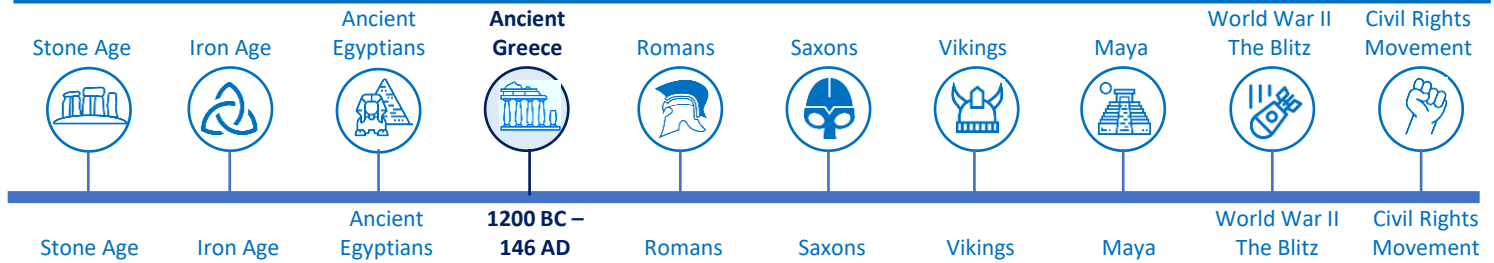 Stone Age
Iron Age
Ancient
Egyptians
Ancient
Greece
Romans
Saxons
Vikings
Maya
World War II
The Blitz
Civil Rights
Movement
Stone Age
Iron Age
Ancient
Egyptians
1200 BC –
146 AD
Romans
Saxons
Vikings
Maya
World War II
The Blitz
Civil Rights
Movement